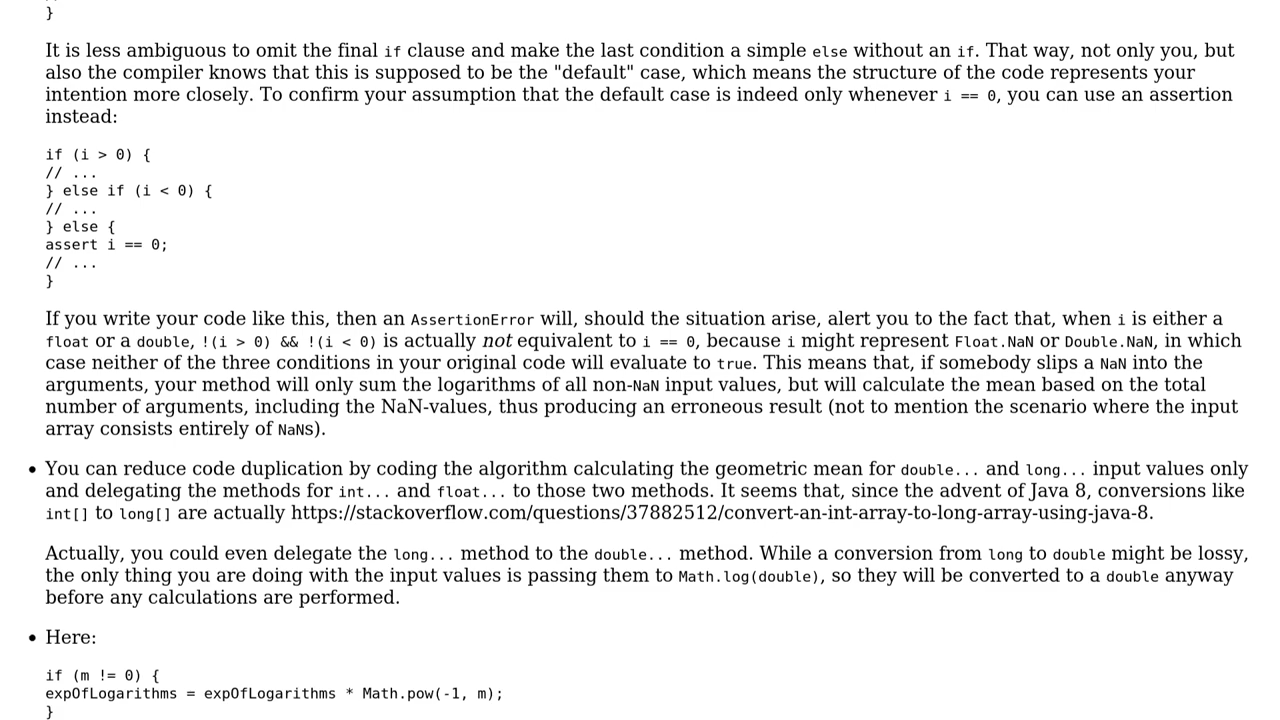 }
It is less ambiguous to omit the final if clause and make the last condition a simple else without an if. That way, not only you, but
also the compiler knows that this is supposed to be the "default" case, which means the structure of the code represents your
intention more closely. To confirm your assumption that the default case is indeed only whenever i == 0, you can use an assertion
instead:
if (i > 0) {
// ...
} else if (i < 0) {
// ...
} else {
assert i == 0;
// ...
}
If you write your code like this, then an AssertionError will, should the situation arise, alert you to the fact that, when i is either a
float or a double, !(i > 0) && !(i < 0) is actually not equivalent to i == 0, because i might represent Float.NaN or Double.NaN, in which
case neither of the three conditions in your original code will evaluate to true. This means that, if somebody slips a NaN into the
arguments, your method will only sum the logarithms of all non-NaN input values, but will calculate the mean based on the total
number of arguments, including the NaN-values, thus producing an erroneous result (not to mention the scenario where the input
array consists entirely of NaNs).
• You can reduce code duplication by coding the algorithm calculating the geometric mean for double... and long... input values only
and delegating the methods for int... and float... to those two methods. It seems that, since the advent of Java 8, conversions like
int[] to long[] are actually https://stackoverflow.com/questions/37882512/convert-an-int-array-to-long-array-using-java-8.
Actually, you could even delegate the long... method to the double... method. While a conversion from long to double might be lossy,
the only thing you are doing with the input values is passing them to Math.log(double), so they will be converted to a double anyway
before any calculations are performed.
• Here:
if (m != 0) {
expOfLogarithms = expOfLogarithms * Math.pow(-1, m);
}